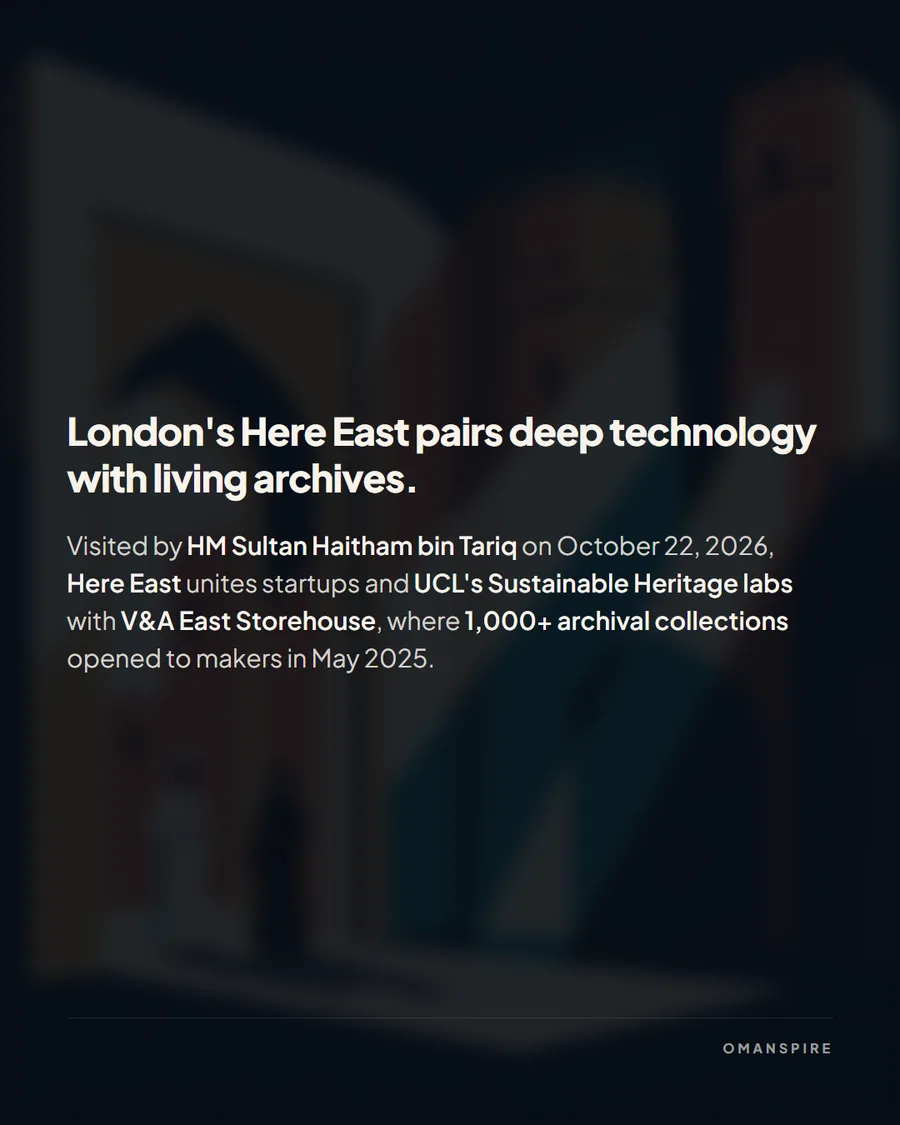 London's Here East pairs deep technology
with living archives.
Visited by HM Sultan Haitham bin Tariq on October 22, 2026,
Here East unites startups and UCL's Sustainable Heritage labs
with V&A East Storehouse, where 1,000+ archival collections
opened to makers in May 2025.
OMANSPIRE